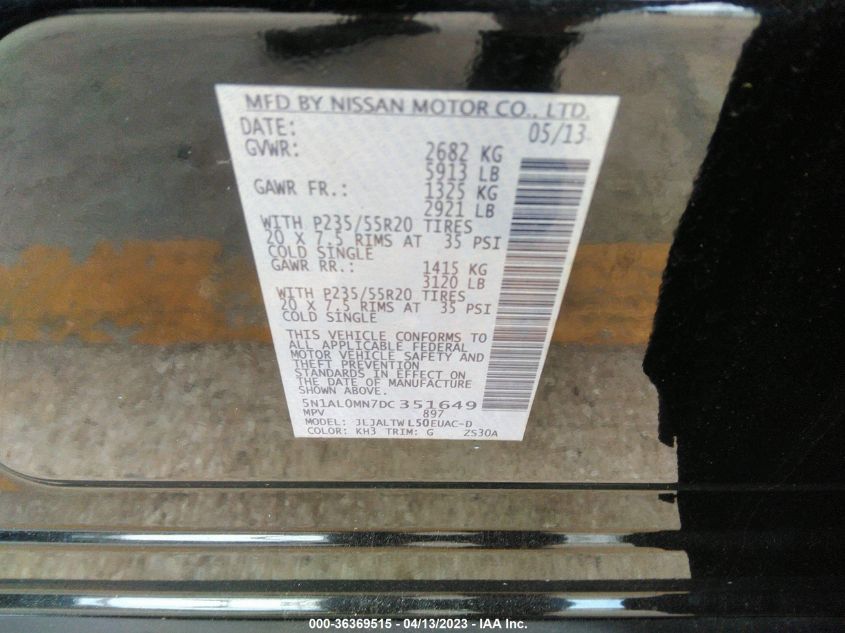 MFD BY NISSAN MOTOR CO., LTD.
DATE: 05/13
GVWR: 2682 KG
5913 LB
GAWR FR.: 1325 KG
2921 LB
WITH P235/55R20 TIRES
20 X 7.5 RIMS AT 35 PSI
COLD SINGLE
GAWR RR.: 1415 KG
3120 LB
WITH P235/55R20 TIRES
20 X 7.5 RIMS AT 35 PSI
COLD SINGLE
THIS VEHICLE CONFORMS TO
ALL APPLICABLE FEDERAL
MOTOR VEHICLE SAFETY AND
THEFT PREVENTION
STANDARDS IN EFFECT ON
THE DATE OF MANUFACTURE
SHOWN ABOVE.
5N1AL0MN7DC351649
MPV 897
MODEL: JLJALTWL50EUAC-D
COLOR: KH3 TRIM: G ZS30A
000-36369515 - 04/13/2023 - IAA Inc.